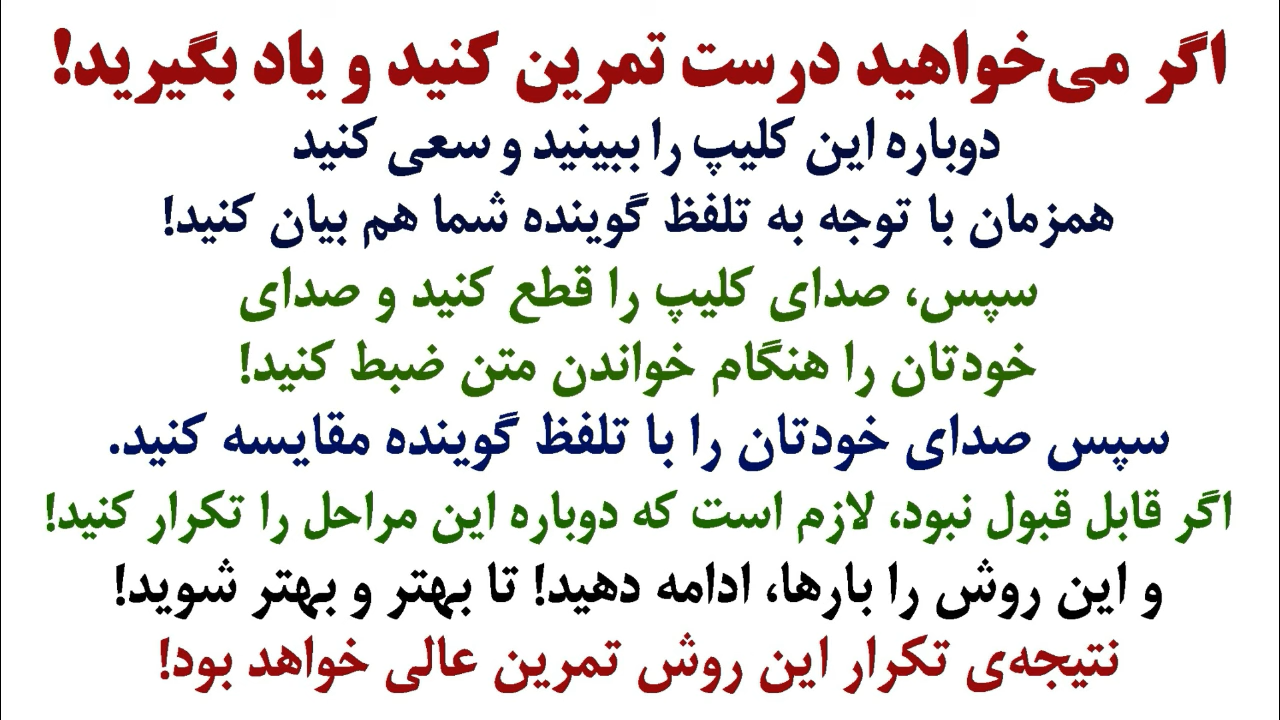 اگر می‌خواهید درست تمرین کنید و یاد بگیرید!
دوباره این کلیپ را ببینید و سعی کنید
همزمان با توجه به تلفظ گوینده شما هم بیان کنید!
سپس، صدای کلیپ را قطع کنید و صدای
خودتان را هنگام خواندن متن ضبط کنید!
سپس صدای خودتان را با تلفظ گوینده مقایسه کنید.
اگر قابل قبول نبود، لازم است که دوباره این مراحل را تکرار کنید!
و این روش را بارها، ادامه دهید! تا بهتر و بهتر شوید!
نتیجه‌ی تکرار این روش تمرین عالی خواهد بود!